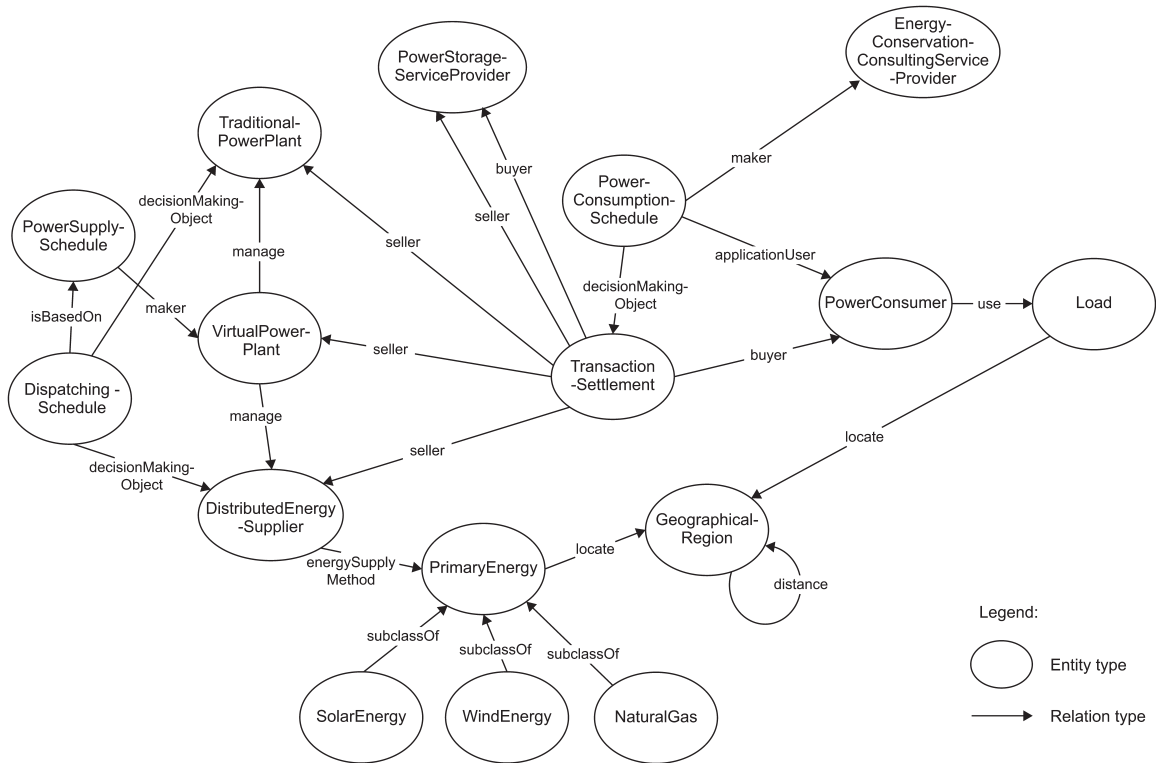 Energy-
Conservation-
ConsultingService
-Provider
PowerStorage-
ServiceProvider
Traditional-
PowerPlant
buyer
maker
Power-
Consumption-
Schedule
decisionMaking-
Object
seller
PowerSupply-
Schedule
seller
manage
applicationUser
decisionMaking-
Object
isBasedOn
maker
VirtualPower-
Plant
PowerConsumer
use
Load
seller
buyer
Transaction
-Settlement
Dispatching -
Schedule
manage
locate
seller
decisionMaking-
Object
DistributedEnergy
-Supplier
Geographical-
Region
locate
energySupply
Method
PrimaryEnergy
distance
Legend:
subclassOf
subclassOf
subclassOf
Entity type
SolarEnergy
WindEnergy
NaturalGas
Relation type